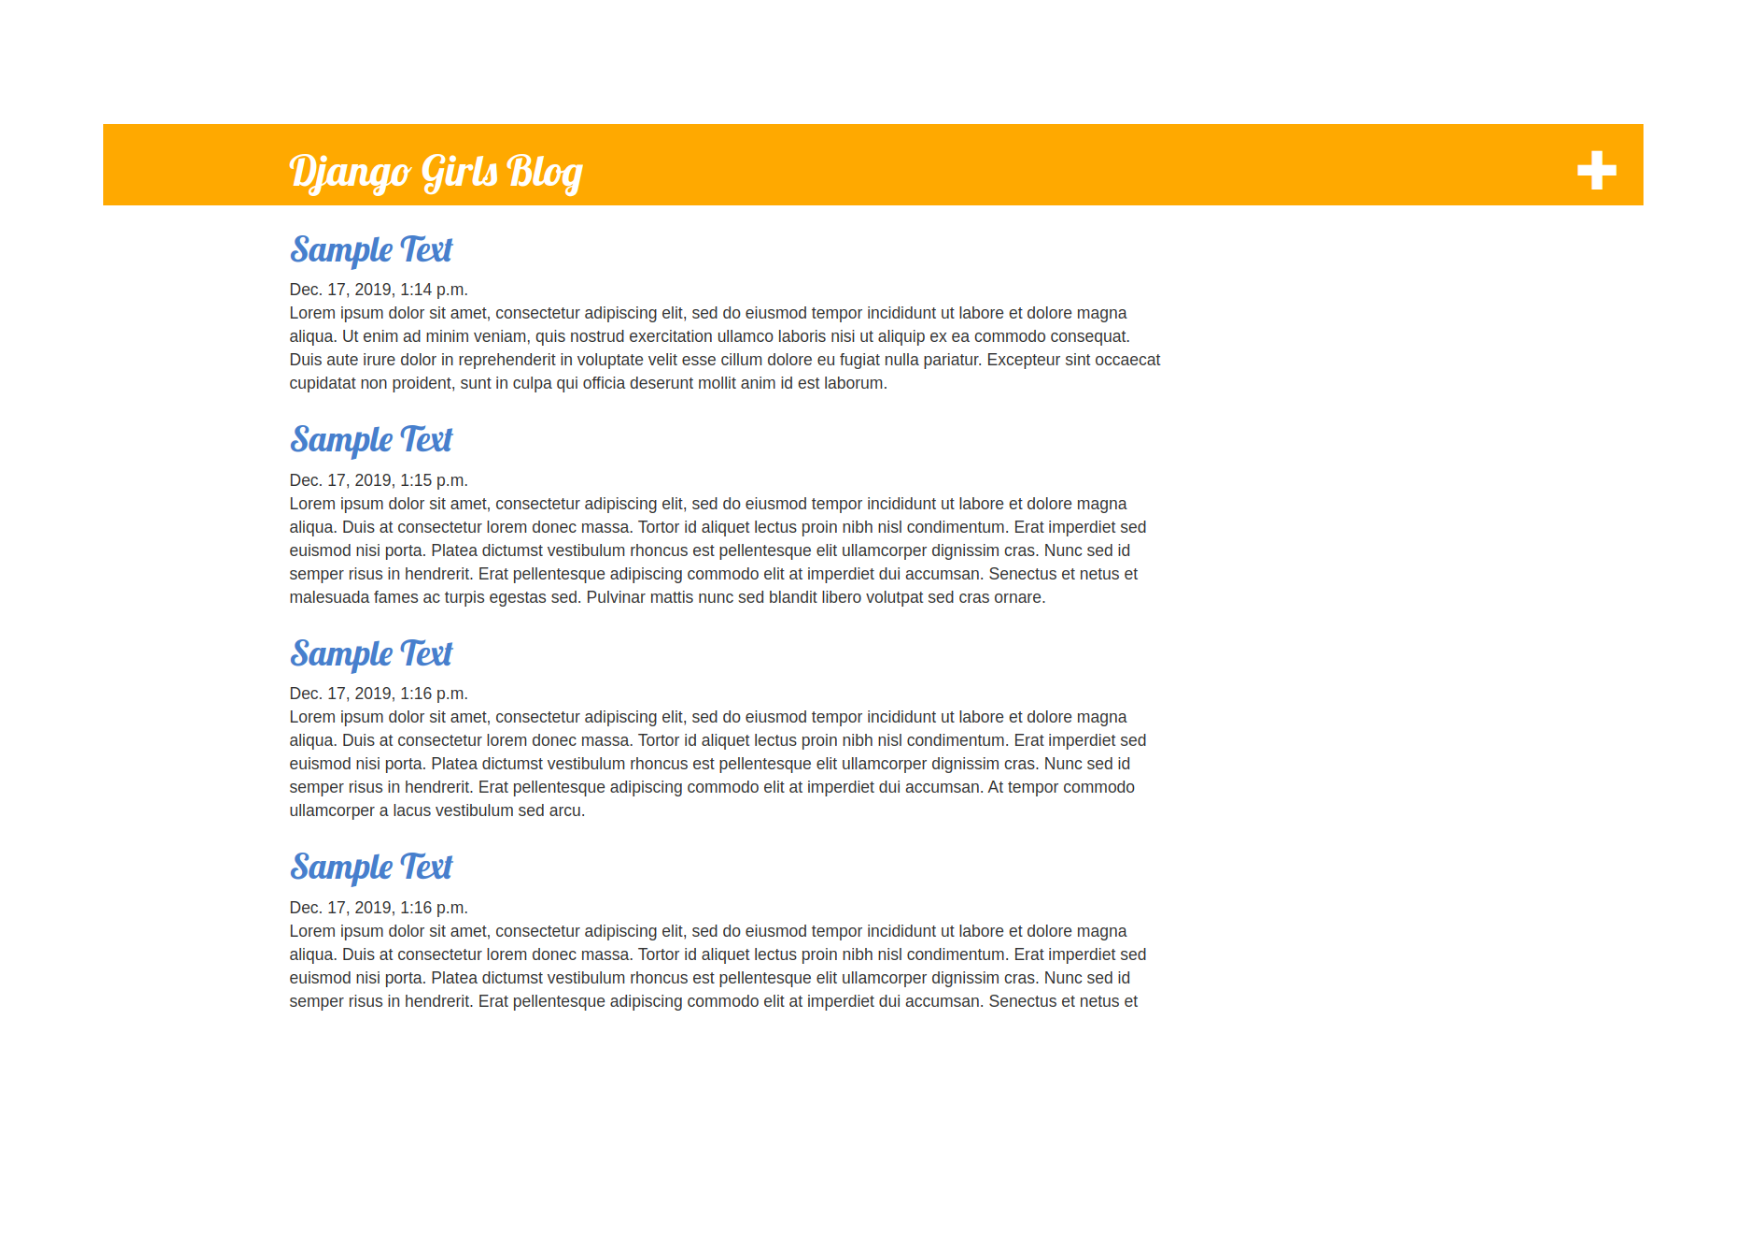 Django Girls Blog
Sample Text
Dec. 17, 2019, 1:14 p.m.
Lorem ipsum dolor sit amet, consectetur adipiscing elit, sed do eiusmod tempor incididunt ut labore et dolore magna
aliqua. Ut enim ad minim veniam, quis nostrud exercitation ullamco laboris nisi ut aliquip ex ea commodo consequat.
Duis aute irure dolor in reprehenderit in voluptate velit esse cillum dolore eu fugiat nulla pariatur. Excepteur sint occaecat
cupidatat non proident, sunt in culpa qui officia deserunt mollit anim id est laborum.
Sample Text
Dec. 17, 2019, 1:15 p.m.
Lorem ipsum dolor sit amet, consectetur adipiscing elit, sed do eiusmod tempor incididunt ut labore et dolore magna
aliqua. Duis at consectetur lorem donec massa. Tortor id aliquet lectus proin nibh nisl condimentum. Erat imperdiet sed
euismod nisi porta. Platea dictumst vestibulum rhoncus est pellentesque elit ullamcorper dignissim cras. Nunc sed id
semper risus in hendrerit. Erat pellentesque adipiscing commodo elit at imperdiet dui accumsan. Senectus et netus et
malesuada fames ac turpis egestas sed. Pulvinar mattis nunc sed blandit libero volutpat sed cras ornare.
Sample Text
Dec. 17, 2019, 1:16 p.m.
Lorem ipsum dolor sit amet, consectetur adipiscing elit, sed do eiusmod tempor incididunt ut labore et dolore magna
aliqua. Duis at consectetur lorem donec massa. Tortor id aliquet lectus proin nibh nisl condimentum. Erat imperdiet sed
euismod nisi porta. Platea dictumst vestibulum rhoncus est pellentesque elit ullamcorper dignissim cras. Nunc sed id
semper risus in hendrerit. Erat pellentesque adipiscing commodo elit at imperdiet dui accumsan. At tempor commodo
ullamcorper a lacus vestibulum sed arcu.
Sample Text
Dec. 17, 2019, 1:16 p.m.
Lorem ipsum dolor sit amet, consectetur adipiscing elit, sed do eiusmod tempor incididunt ut labore et dolore magna
aliqua. Duis at consectetur lorem donec massa. Tortor id aliquet lectus proin nibh nisl condimentum. Erat imperdiet sed
euismod nisi porta. Platea dictumst vestibulum rhoncus est pellentesque elit ullamcorper dignissim cras. Nunc sed id
semper risus in hendrerit. Erat pellentesque adipiscing commodo elit at imperdiet dui accumsan. Senectus et netus et